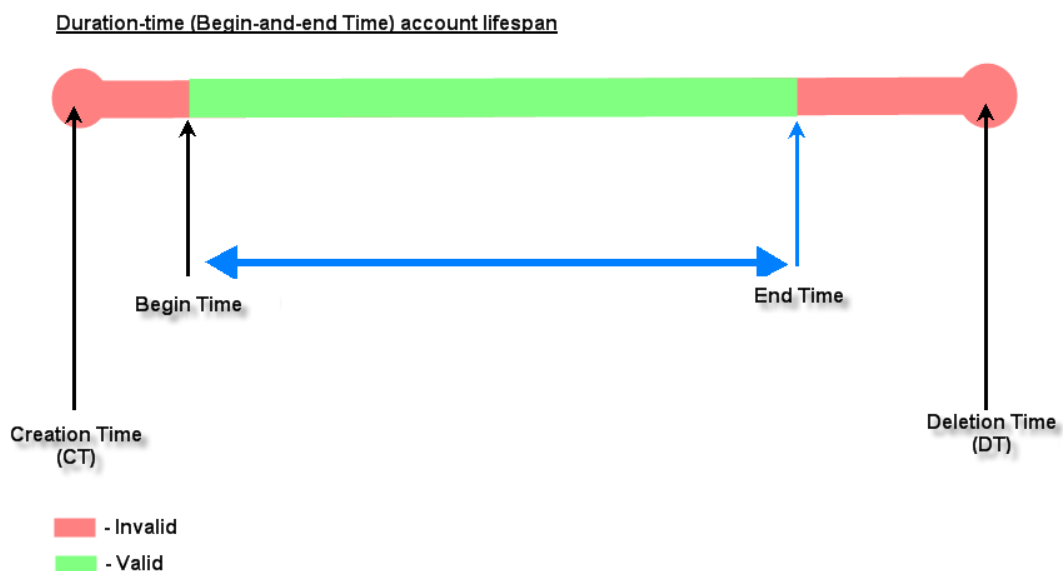 Duration-time (Begin-and-end Time) account lifespan
Begin Time
End Time
Creation Time
(CT)
Deletion Time
(DT)
- Invalid
- Valid